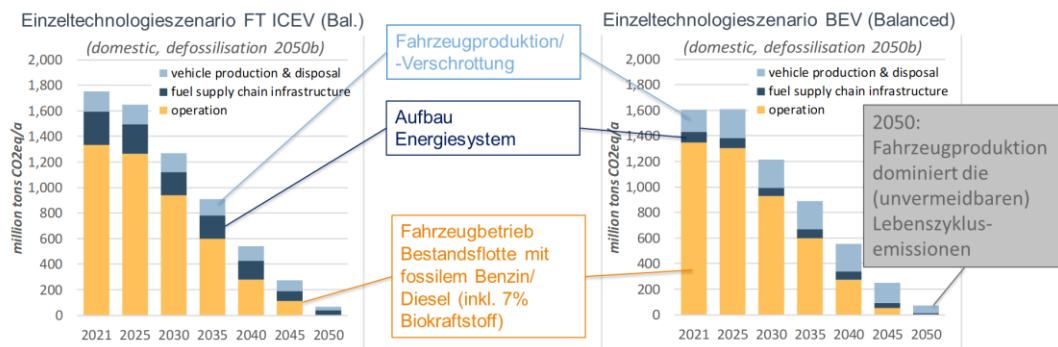 Einzeltechnologieszenario FT ICEV (Bal.)
(domestic, defossilisation 2050b)
vehicle production & disposal
fuel supply chain infrastructure
operation
million tons CO2eq/a
1,800
1,600
1,400
1,200
1,000
800
600
400
200
0
2021 2025 2030 2035 2040 2045 2050
Fahrzeugproduktion/
-Verschrottung
Aufbau
Energiesystem
Fahrzeugbetrieb
Bestandsflotte mit
fossilem Benzin/
Diesel (inkl. 7%
Biokraftstoff)
Einzeltechnologieszenario BEV (Balanced)
(domestic, defossilisation 2050b)
vehicle production & disposal
fuel supply chain infrastructure
operation
million tons CO2eq/a
2,000
1,800
1,600
1,400
1,200
1,000
800
600
400
200
0
2021 2025 2030 2035 2040 2045 2050
2050:
Fahrzeugproduktion
dominiert die
(unvermeidbaren)
Lebenszyklus-
emissionen